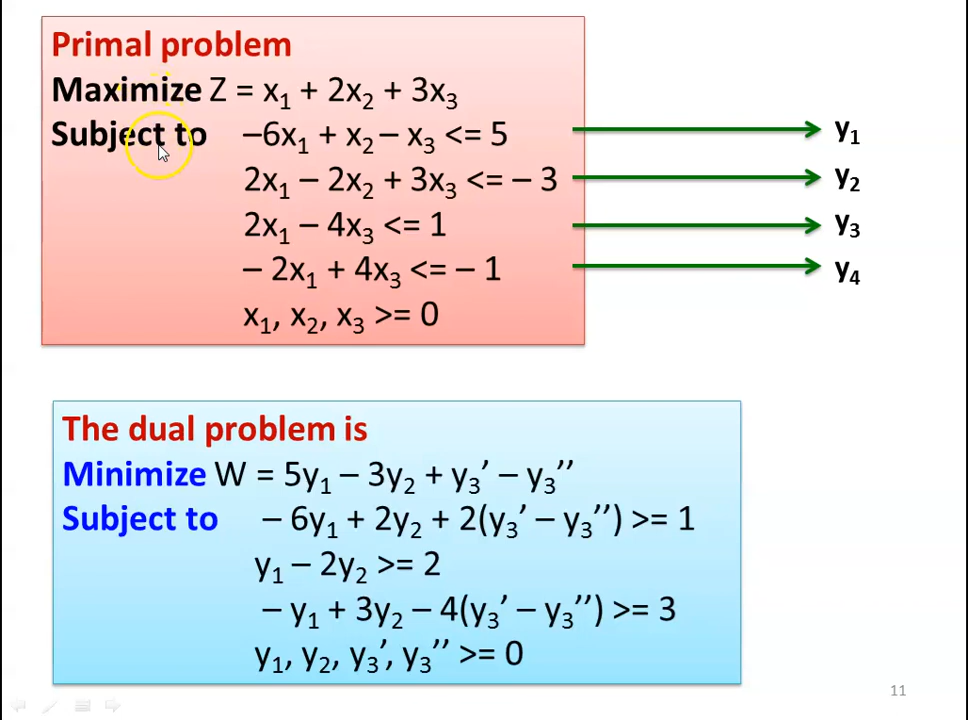 Primal problem
Maximize Z = x₁ + 2x₂ + 3x₃
Subject to –6x₁ + x₂ – x₃ <= 5 y₁
2x₁ – 2x₂ + 3x₃ <= – 3 y₂
2x₁ – 4x₃ <= 1 y₃
– 2x₁ + 4x₃ <= – 1 y₄
x₁, x₂, x₃ >= 0
The dual problem is
Minimize W = 5y₁ – 3y₂ + y₃’ – y₃’’
Subject to – 6y₁ + 2y₂ + 2(y₃’ – y₃’’) >= 1
y₁ – 2y₂ >= 2
– y₁ + 3y₂ – 4(y₃’ – y₃’’) >= 3
y₁, y₂, y₃’, y₃’’ >= 0
11